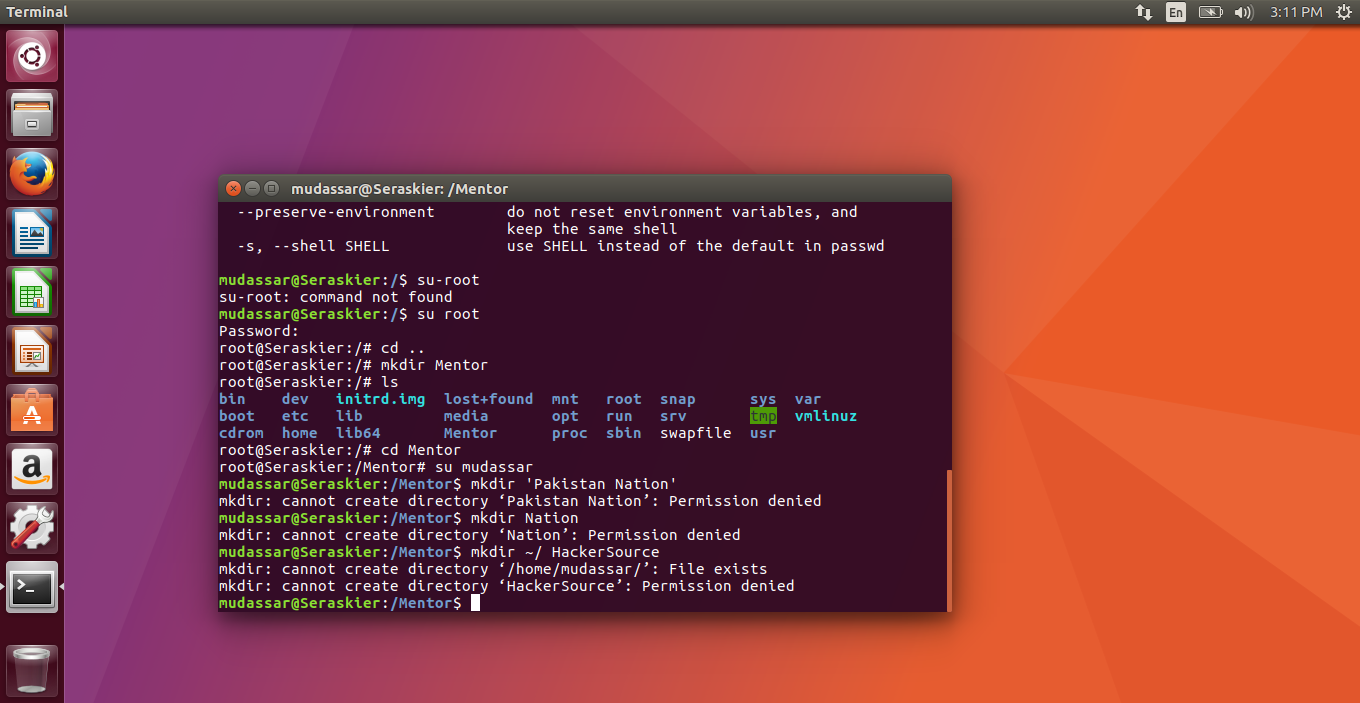 Terminal
En
3:11 PM
mudassar@Seraskier: /Mentor
--preserve-environment        do not reset environment variables, and
                              keep the same shell
-s, --shell SHELL             use SHELL instead of the default in passwd
mudassar@Seraskier:/$ su-root
su-root: command not found
mudassar@Seraskier:/$ su root
Password:
root@Seraskier:/# cd ..
root@Seraskier:/# mkdir Mentor
root@Seraskier:/# ls
bin    dev   initrd.img  lost+found  mnt   root  snap      sys  var
boot   etc   lib         media       opt   run   srv       tmp  vmlinuz
cdrom  home  lib64       Mentor      proc  sbin  swapfile  usr
root@Seraskier:/# cd Mentor
root@Seraskier:/Mentor# su mudassar
mudassar@Seraskier:/Mentor$ mkdir 'Pakistan Nation'
mkdir: cannot create directory ‘Pakistan Nation’: Permission denied
mudassar@Seraskier:/Mentor$ mkdir Nation
mkdir: cannot create directory ‘Nation’: Permission denied
mudassar@Seraskier:/Mentor$ mkdir ~/ HackerSource
mkdir: cannot create directory ‘/home/mudassar/’: File exists
mkdir: cannot create directory ‘HackerSource’: Permission denied
mudassar@Seraskier:/Mentor$